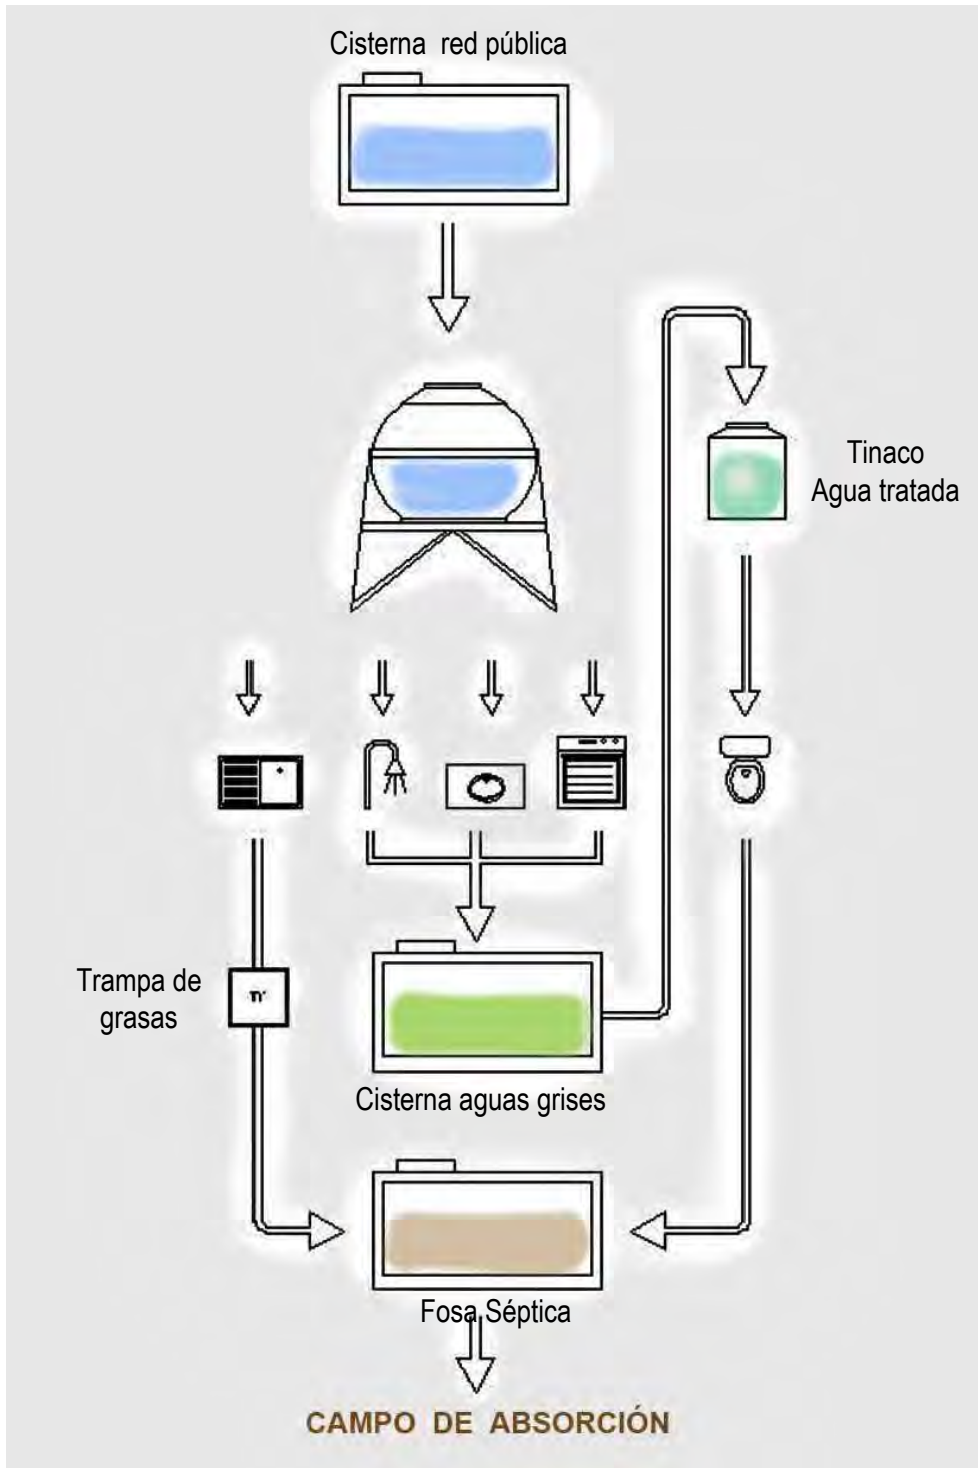 Cisterna red pública
Tinaco
Agua tratada
Trampa de
grasas
Cisterna aguas grises
Fosa Séptica
CAMPO DE ABSORCIÓN